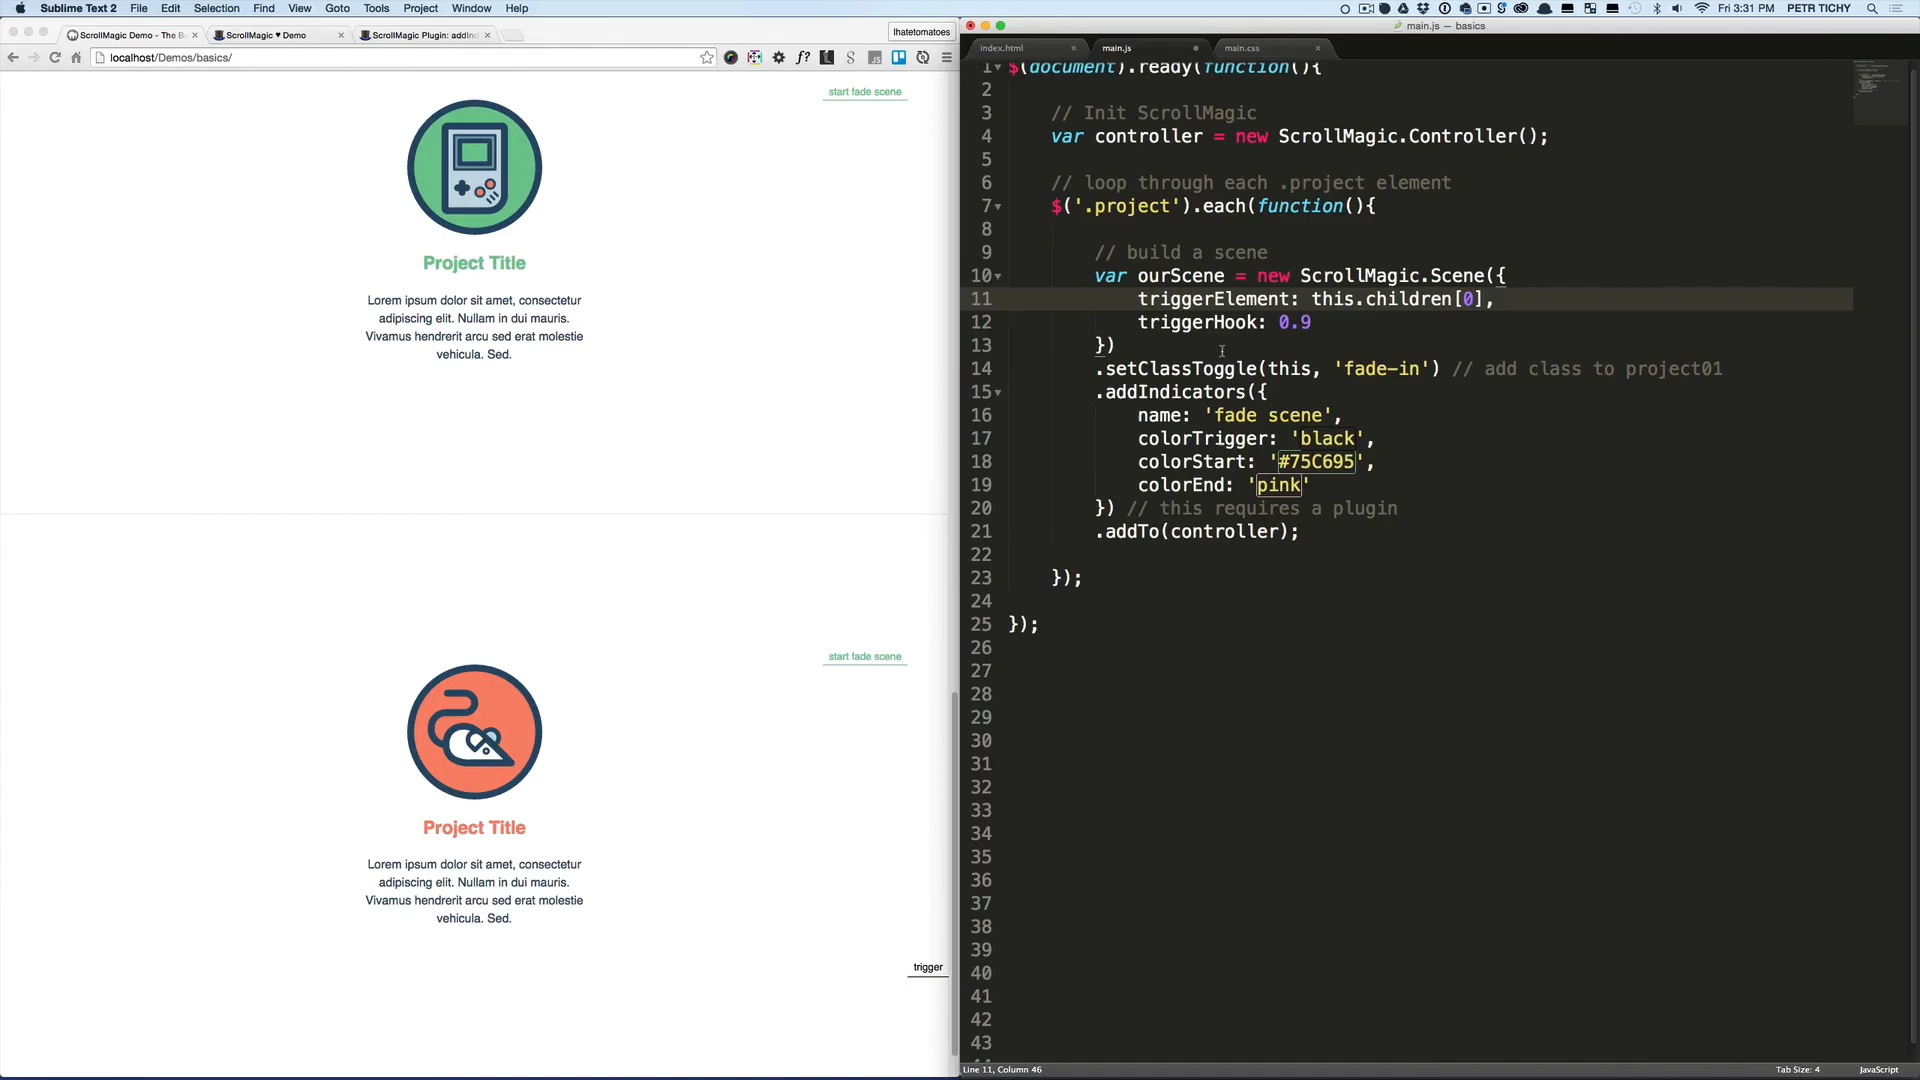 Sublime Text 2 File Edit Selection Find View Goto Tools Project Window Help Fri 3:31 PM PETR TICHY
ScrollMagic Demo - The B
ScrollMagic ♥ Demo
ScrollMagic Plugin: addInd
Ihatetomatoes
localhost/Demos/basics/
start fade scene
Project Title
Lorem ipsum dolor sit amet, consectetur
adipiscing elit. Nullam in dui mauris.
Vivamus hendrerit arcu sed erat molestie
vehicula. Sed.
start fade scene
Project Title
Lorem ipsum dolor sit amet, consectetur
adipiscing elit. Nullam in dui mauris.
Vivamus hendrerit arcu sed erat molestie
vehicula. Sed.
trigger
main.js — basics
index.html main.js main.css
1 $(document).ready(function(){
2
3 // Init ScrollMagic
4 var controller = new ScrollMagic.Controller();
5
6 // loop through each .project element
7 $('.project').each(function(){
8
9 // build a scene
10 var ourScene = new ScrollMagic.Scene({
11 triggerElement: this.children[0],
12 triggerHook: 0.9
13 })
14 .setClassToggle(this, 'fade-in') // add class to project01
15 .addIndicators({
16 name: 'fade scene',
17 colorTrigger: 'black',
18 colorStart: '#75C695',
19 colorEnd: 'pink'
20 }) // this requires a plugin
21 .addTo(controller);
22
23 });
24
25 });
26
27
28
29
30
31
32
33
34
35
36
37
38
39
40
41
42
43
Line 11, Column 46 Tab Size: 4 JavaScript